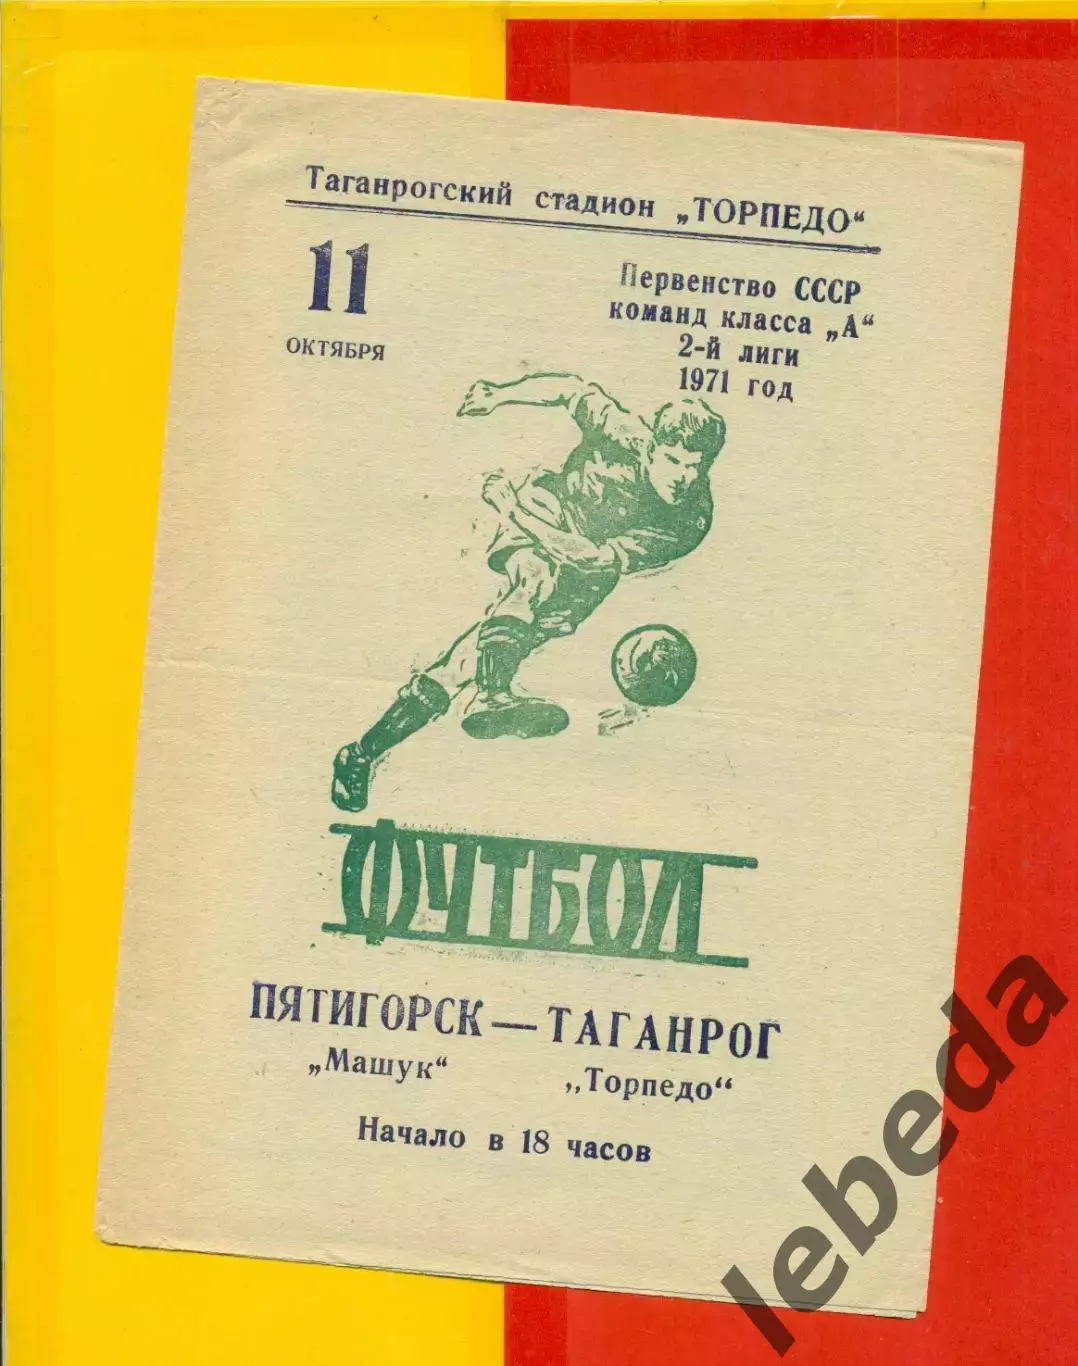 Таганрогский стадион „ТОРПЕДО“
11
ОКТЯБРЯ
Первенство СССР
команд класса „А“
2-й лиги
1971 год
ФУТБОЛ
ПЯТИГОРСК — ТАГАНРОГ
„Машук“ „Торпедо“
Начало в 18 часов
lebeda